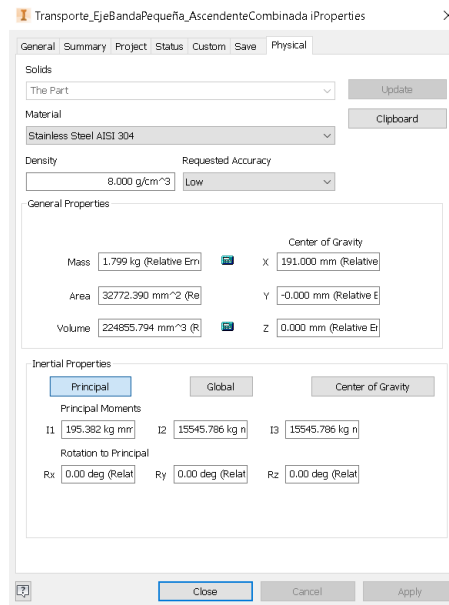 Transporte_EjeBandaPequeña_AscendenteCombinada iProperties
General Summary Project Status Custom Save Physical
Solids
The Part
Update
Material
Clipboard
Stainless Steel AISI 304
Density Requested Accuracy
8.000 g/cm^3 Low
General Properties
Center of Gravity
Mass 1.799 kg (Relative Erro X 191.000 mm (Relative
Area 32772.390 mm^2 (Re Y -0.000 mm (Relative E
Volume 224855.794 mm^3 (R Z 0.000 mm (Relative Er
Inertial Properties
Principal Global Center of Gravity
Principal Moments
I1 195.382 kg mm I2 15545.786 kg n I3 15545.786 kg n
Rotation to Principal
Rx 0.00 deg (Relat Ry 0.00 deg (Relat Rz 0.00 deg (Relat
? Close Cancel Apply